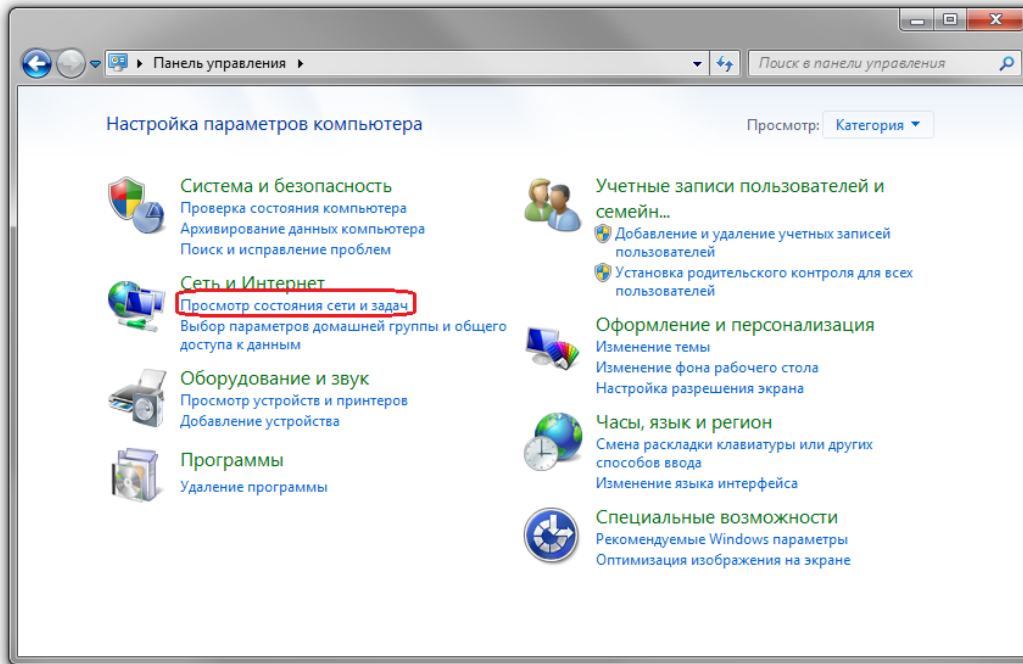 Панель управления
Поиск в панели управления
Настройка параметров компьютера
Просмотр: Категория
Система и безопасность
Проверка состояния компьютера
Архивирование данных компьютера
Поиск и исправление проблем
Сеть и Интернет
Просмотр состояния сети и задач
Выбор параметров домашней группы и общего
доступа к данным
Оборудование и звук
Просмотр устройств и принтеров
Добавление устройства
Программы
Удаление программы
Учетные записи пользователей и
семейн...
Добавление и удаление учетных записей
пользователей
Установка родительского контроля для всех
пользователей
Оформление и персонализация
Изменение темы
Изменение фона рабочего стола
Настройка разрешения экрана
Часы, язык и регион
Смена раскладки клавиатуры или других
способов ввода
Изменение языка интерфейса
Специальные возможности
Рекомендуемые Windows параметры
Оптимизация изображения на экране